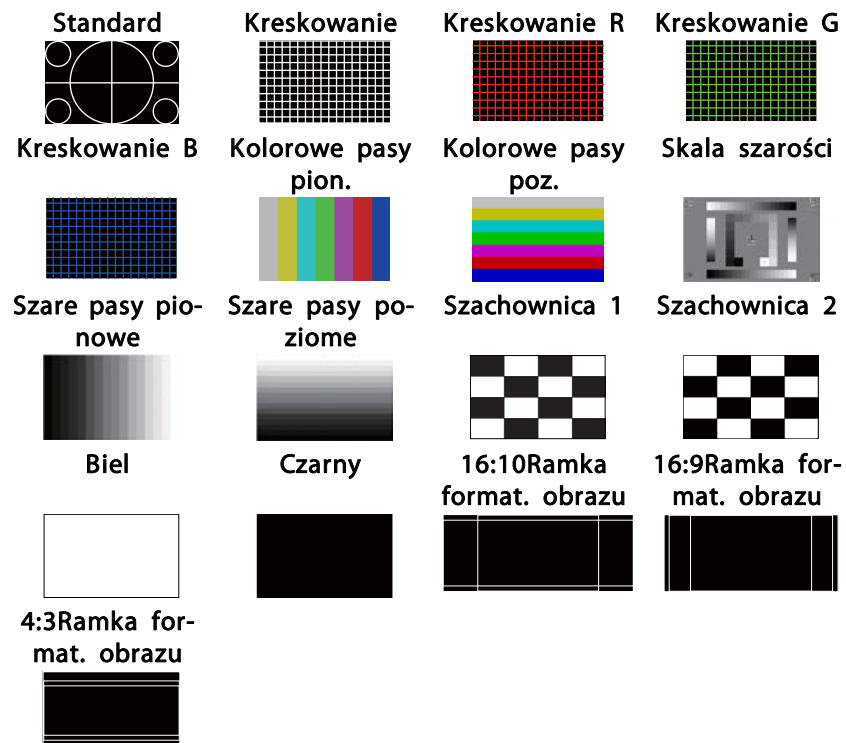 Standard
Kreskowanie
Kreskowanie R
Kreskowanie G
Kreskowanie B
Kolorowe pasy
pion.
Kolorowe pasy
poz.
Skala szarości
Szare pasy pio-
nowe
Szare pasy po-
ziome
Szachownica 1
Szachownica 2
Biel
Czarny
16:10Ramka
format. obrazu
16:9Ramka for-
mat. obrazu
4:3Ramka for-
mat. obrazu